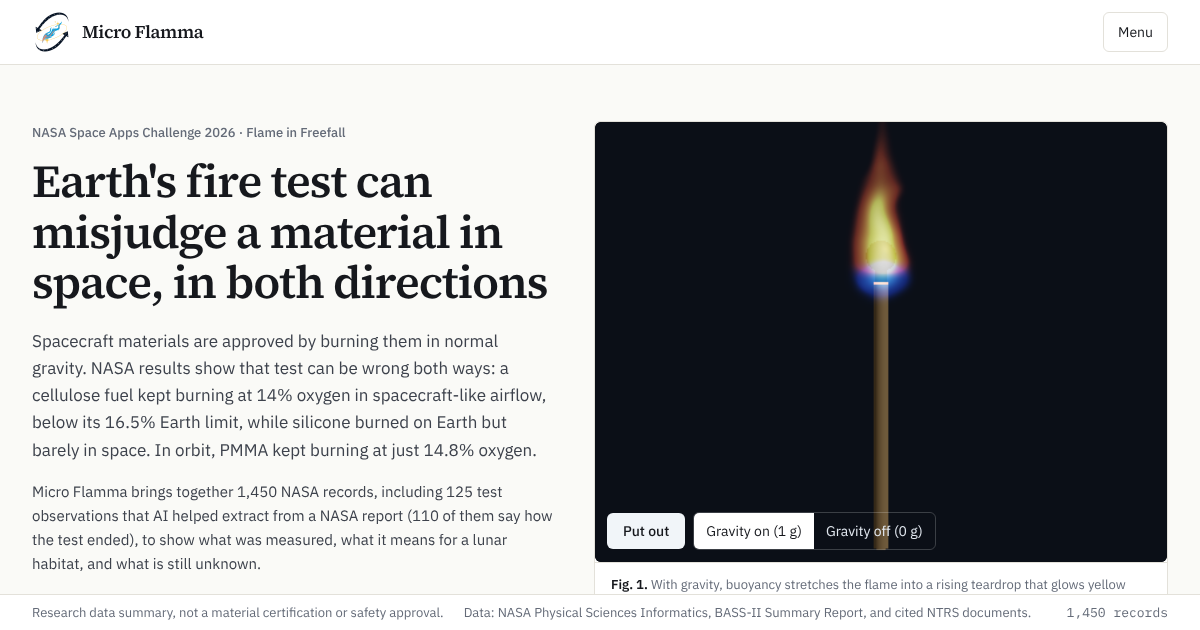 Micro Flamma
Menu
NASA Space Apps Challenge 2026 · Flame in Freefall
Earth's fire test can
misjudge a material in
space, in both directions
Spacecraft materials are approved by burning them in normal
gravity. NASA results show that test can be wrong both ways: a
cellulose fuel kept burning at 14% oxygen in spacecraft-like airflow,
below its 16.5% Earth limit, while silicone burned on Earth but
barely in space. In orbit, PMMA kept burning at just 14.8% oxygen.
Micro Flamma brings together 1,450 NASA records, including 125 test
observations that AI helped extract from a NASA report (110 of them say how
the test ended), to show what was measured, what it means for a lunar
habitat, and what is still unknown.
Put out
Gravity on (1 g)
Gravity off (0 g)
Fig. 1. With gravity, buoyancy stretches the flame into a rising teardrop that glows yellow
Research data summary, not a material certification or safety approval.
Data: NASA Physical Sciences Informatics, BASS-II Summary Report, and cited NTRS documents.
1,450 records